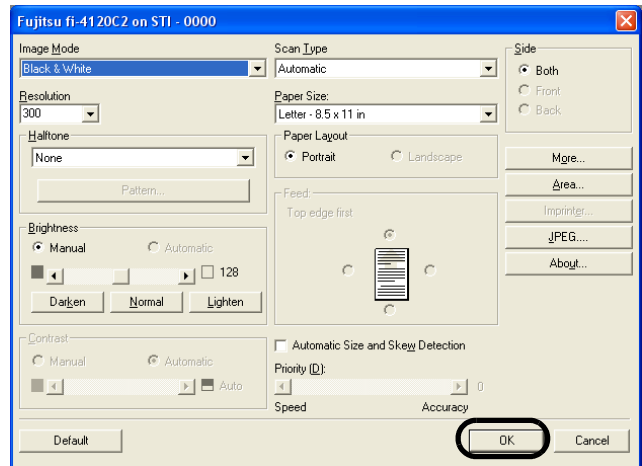 Fujitsu fi-4120C2 on STI - 0000
Image Mode
Black & White
Resolution
300
Halftone
None
Pattern...
Brightness
Manual Automatic
128
Darken Normal Lighten
Contrast
Manual Automatic
Auto
Default
Scan Type
Automatic
Paper Size:
Letter - 8.5 x 11 in
Paper Layout
Portrait Landscape
Feed:
Top edge first
Automatic Size and Skew Detection
Priority (D):
0
Speed Accuracy
Side
Both
Front
Back
More...
Area...
Imprinter...
JPEG....
About...
OK Cancel